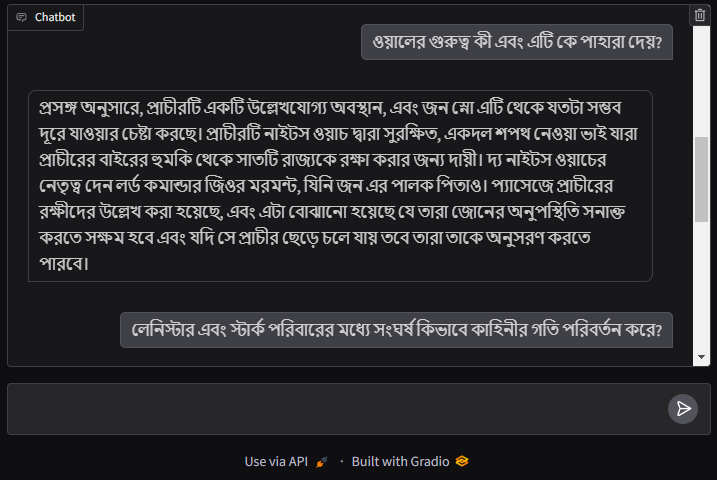 Chatbot
ওয়ালের গুরুত্ব কী এবং এটি কে পাহারা দেয়?
প্রসঙ্গ অনুসারে, প্রাচীরটি একটি উল্লেখযোগ্য অবস্থান, এবং জন স্নো এটি থেকে যতটা সম্ভব
দূরে যাওয়ার চেষ্টা করছে। প্রাচীরটি নাইটস ওয়াচ দ্বারা সুরক্ষিত, একদল শপথ নেওয়া ভাই যারা
প্রাচীরের বাইরের হুমকি থেকে সাতটি রাজ্যকে রক্ষা করার জন্য দায়ী। দ্য নাইটস ওয়াচের
নেতৃত্ব দেন লর্ড কমান্ডার জিওর মরমন্ট, যিনি জন এর পালক পিতাও। প্যাসেজে প্রাচীরের
রক্ষীদের উল্লেখ করা হয়েছে, এবং এটা বোঝানো হয়েছে যে তারা জোনের অনুপস্থিতি সনাক্ত
করতে সক্ষম হবে এবং যদি সে প্রাচীর ছেড়ে চলে যায় তবে তারা তাকে অনুসরণ করতে
পারবে।
লেনিস্টার এবং স্টার্ক পরিবারের মধ্যে সংঘর্ষ কিভাবে কাহিনীর গতি পরিবর্তন করে?
Use via API · Built with Gradio